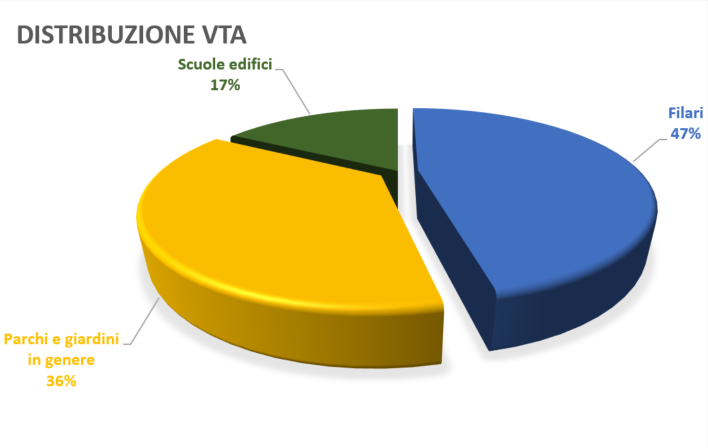 DISTRIBUZIONE VTA
Scuole edifici
17%
Filari
47%
Parchi e giardini
in genere
36%